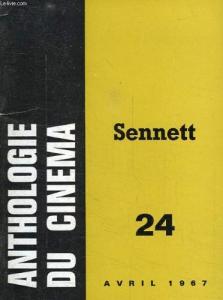 ANTHOLOGIE
DU CINEMA
Sennett
24
AVRIL 1967